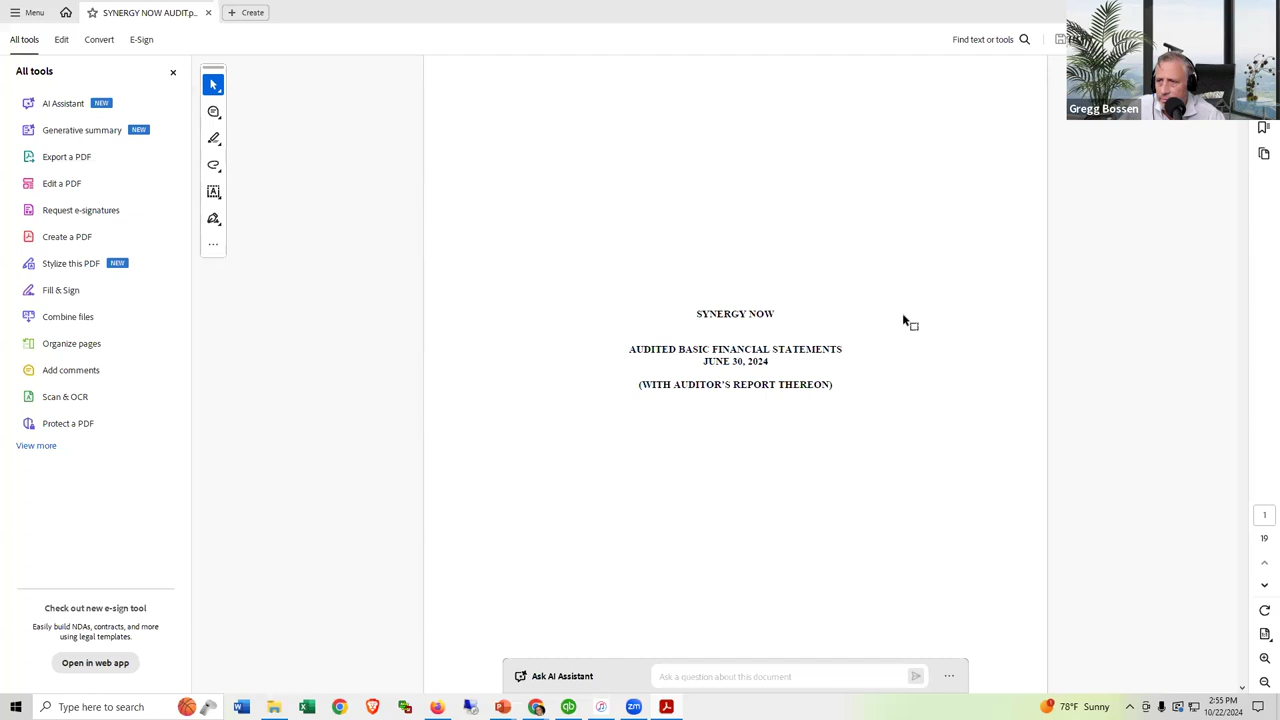 Menu
SYNERGY NOW AUDIT.p...
Create
All tools
Edit
Convert
E-Sign
Find text or tools
Gregg Bossen
All tools
AI Assistant NEW
Generative summary NEW
Export a PDF
Edit a PDF
Request e-signatures
Create a PDF
Stylize this PDF NEW
Fill & Sign
Combine files
Organize pages
Add comments
Scan & OCR
Protect a PDF
View more
SYNERGY NOW
AUDITED BASIC FINANCIAL STATEMENTS
JUNE 30, 2024
(WITH AUDITOR'S REPORT THEREON)
1
19
Check out new e-sign tool
Easily build NDAs, contracts, and more
using legal templates.
Open in web app
Ask AI Assistant
Ask a question about this document
Type here to search
78°F Sunny
2:55 PM
10/22/2024